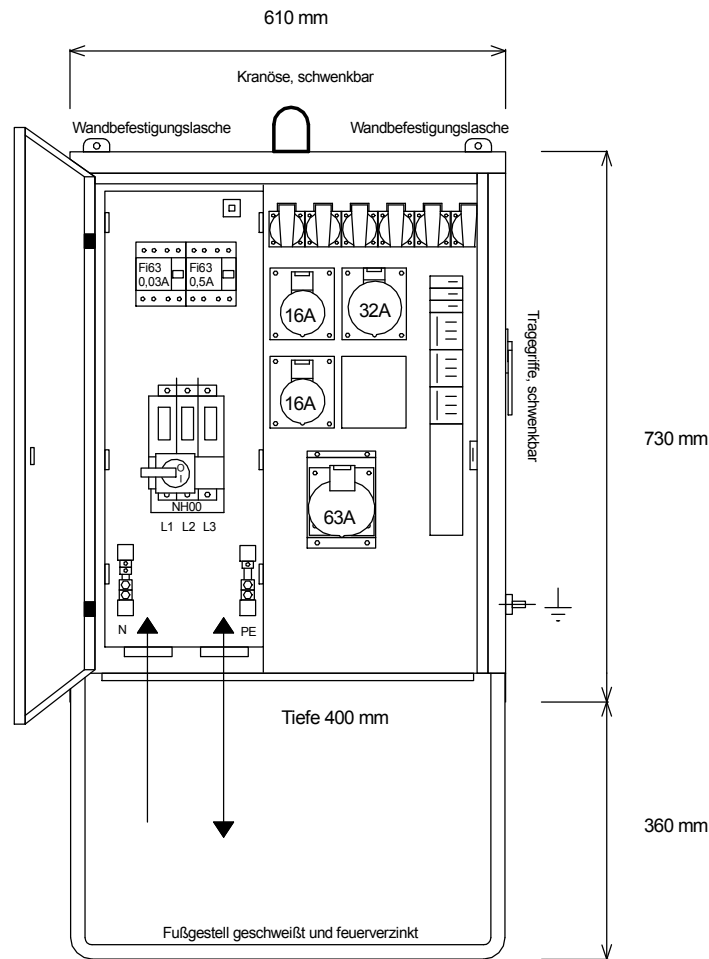 610 mm
Kranöse, schwenkbar
Wandbefestigungslasche
Wandbefestigungslasche
Fi63
0,03A
Fi63
0,5A
16A
32A
Tragegriffe, schwenkbar
16A
730 mm
O
I
NH00
L1 L2 L3
63A
N
PE
Tiefe 400 mm
360 mm
Fußgestell geschweißt und feuerverzinkt